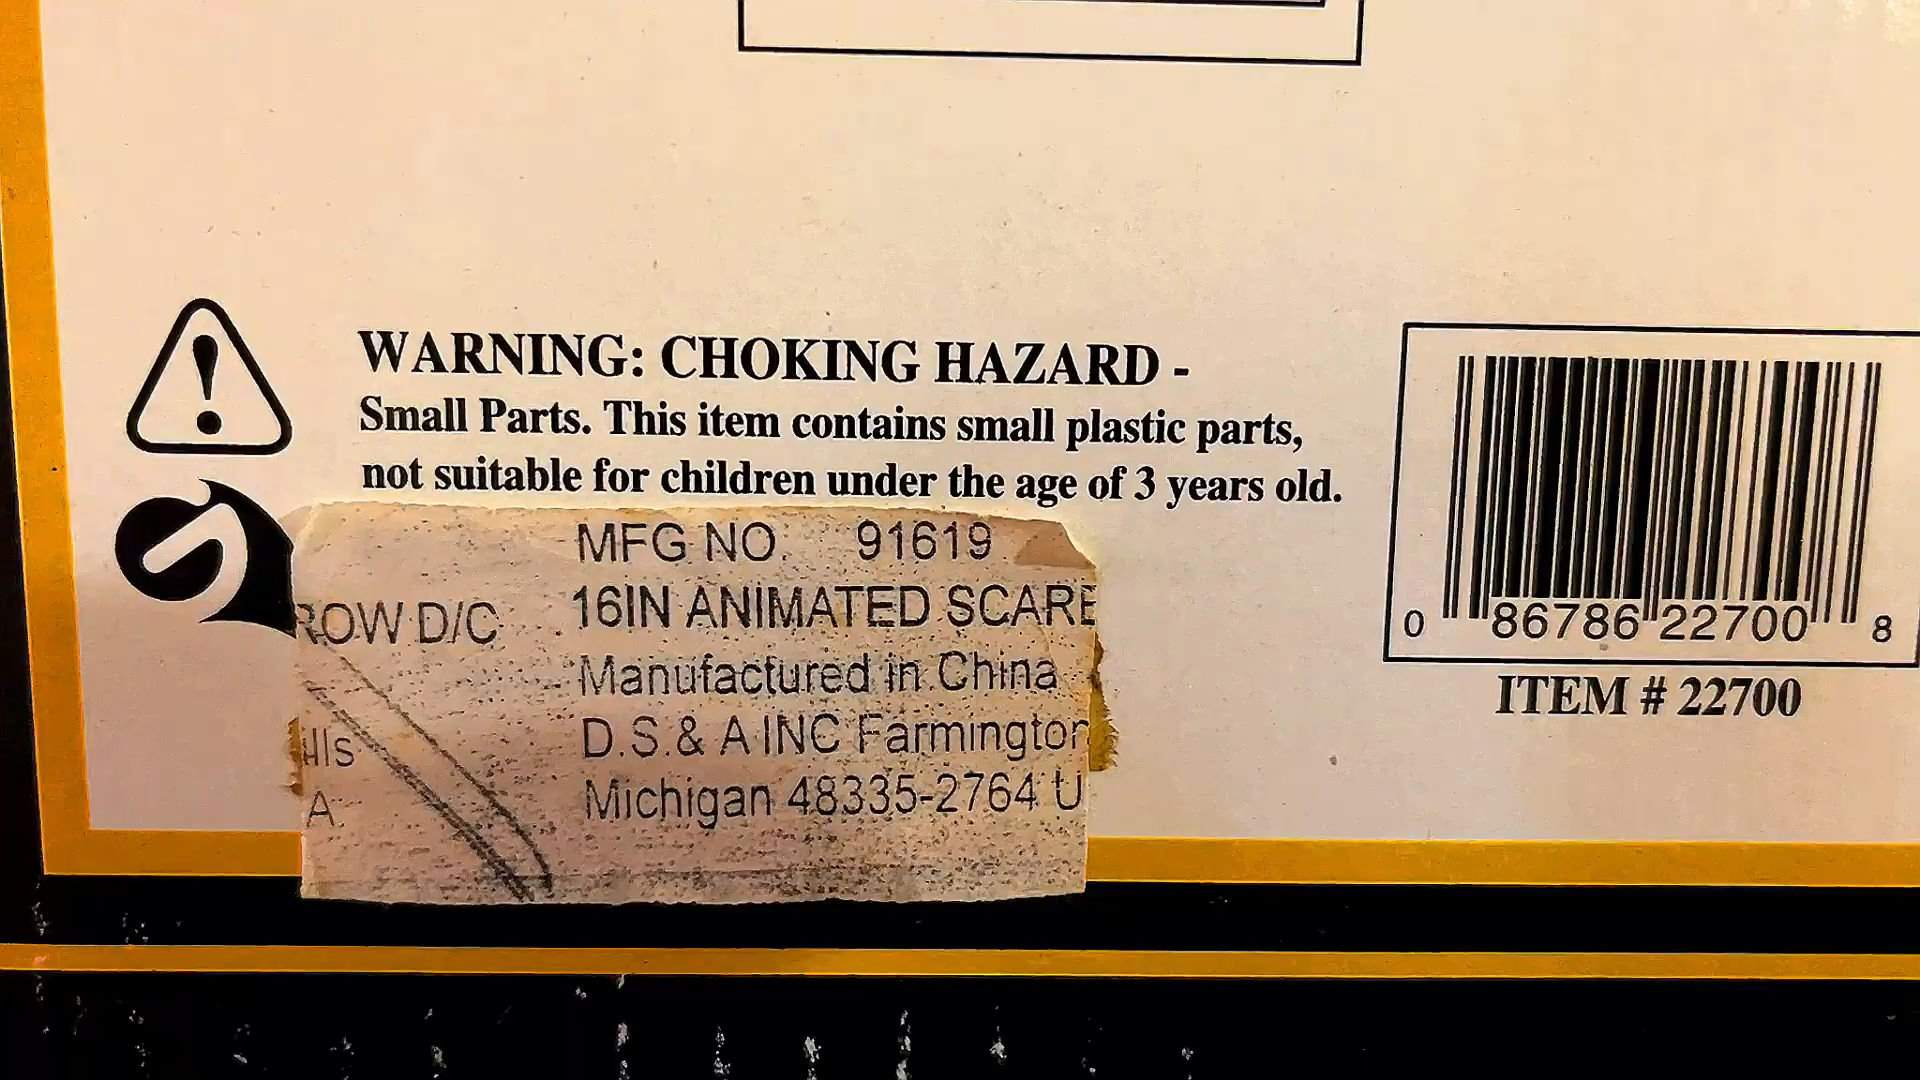 WARNING: CHOKING HAZARD -
Small Parts. This item contains small plastic parts,
not suitable for children under the age of 3 years old.
MFG NO. 91619
ROW D/C 16IN ANIMATED SCARE
Manufactured in China
ills D.S.& A INC Farmington
A Michigan 48335-2764 U
0 86786 22700 8
ITEM # 22700